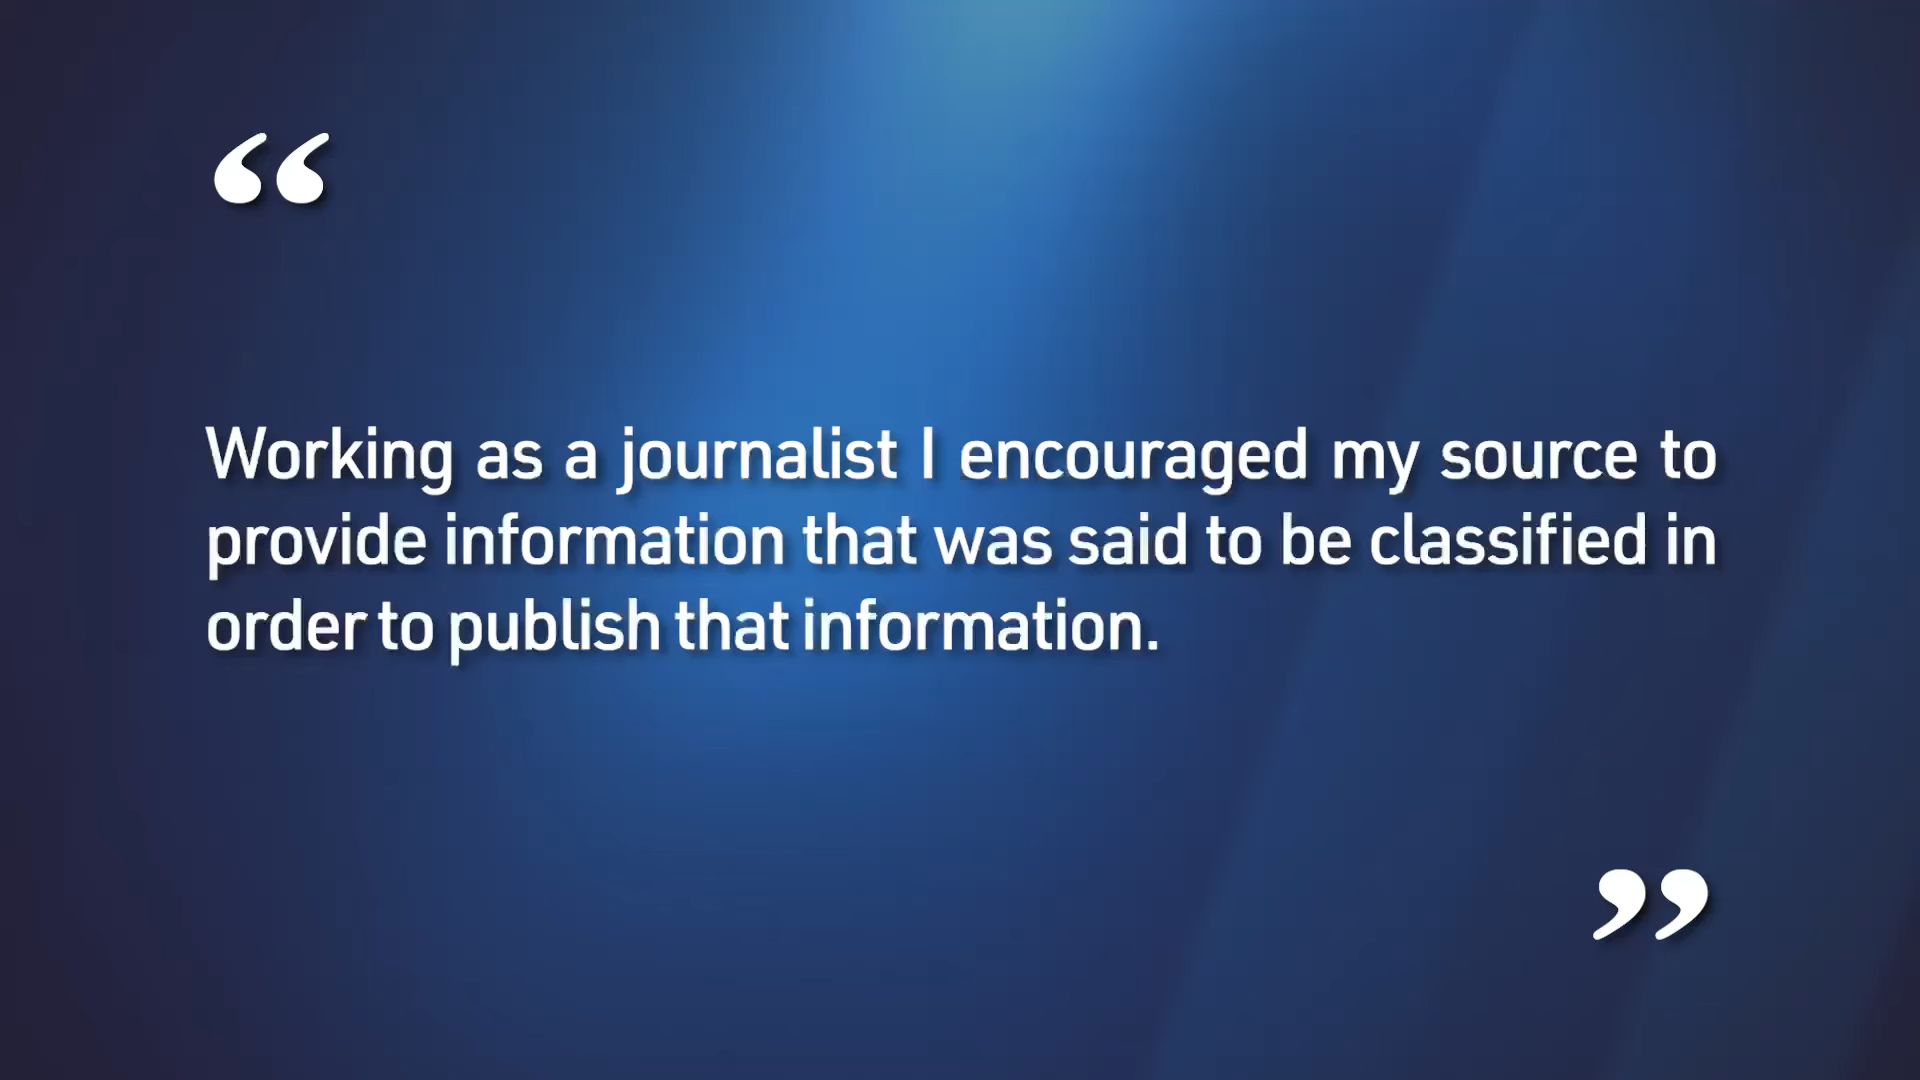 “
Working as a journalist I encouraged my source to
provide information that was said to be classified in
order to publish that information.
”